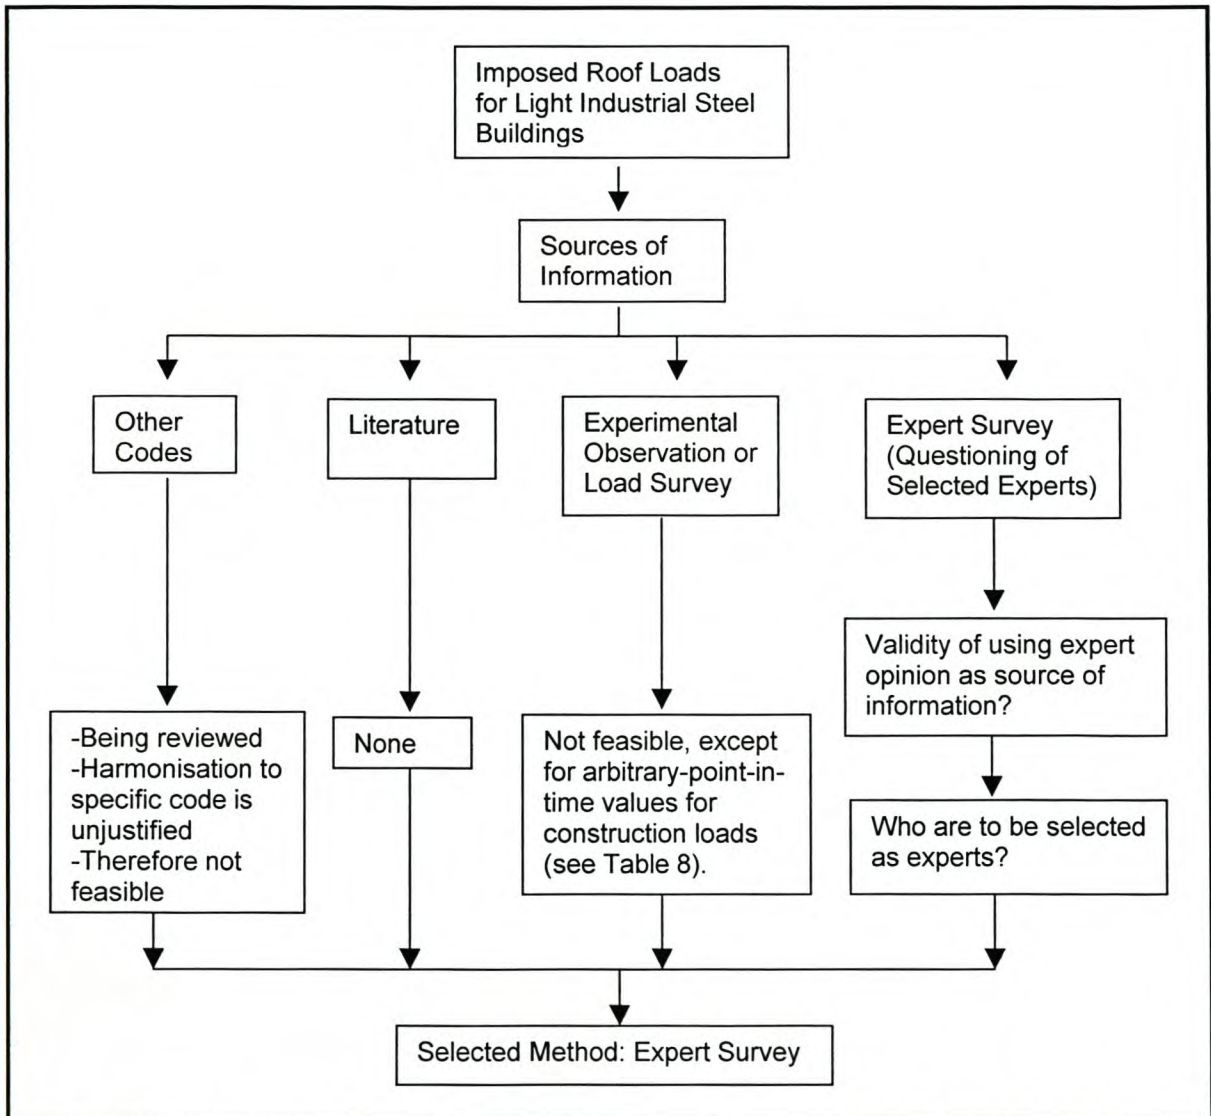 Imposed Roof Loads
for Light Industrial Steel
Buildings
Sources of
Information
Other
Codes
Literature
Experimental
Observation or
Load Survey
Expert Survey
(Questioning of
Selected Experts)
Validity of using expert
opinion as source of
information?
-Being reviewed
-Harmonisation to
specific code is
unjustified
-Therefore not
feasible
None
Not feasible, except
for arbitrary-point-in-
time values for
construction loads
(see Table 8).
Who are to be selected
as experts?
Selected Method: Expert Survey